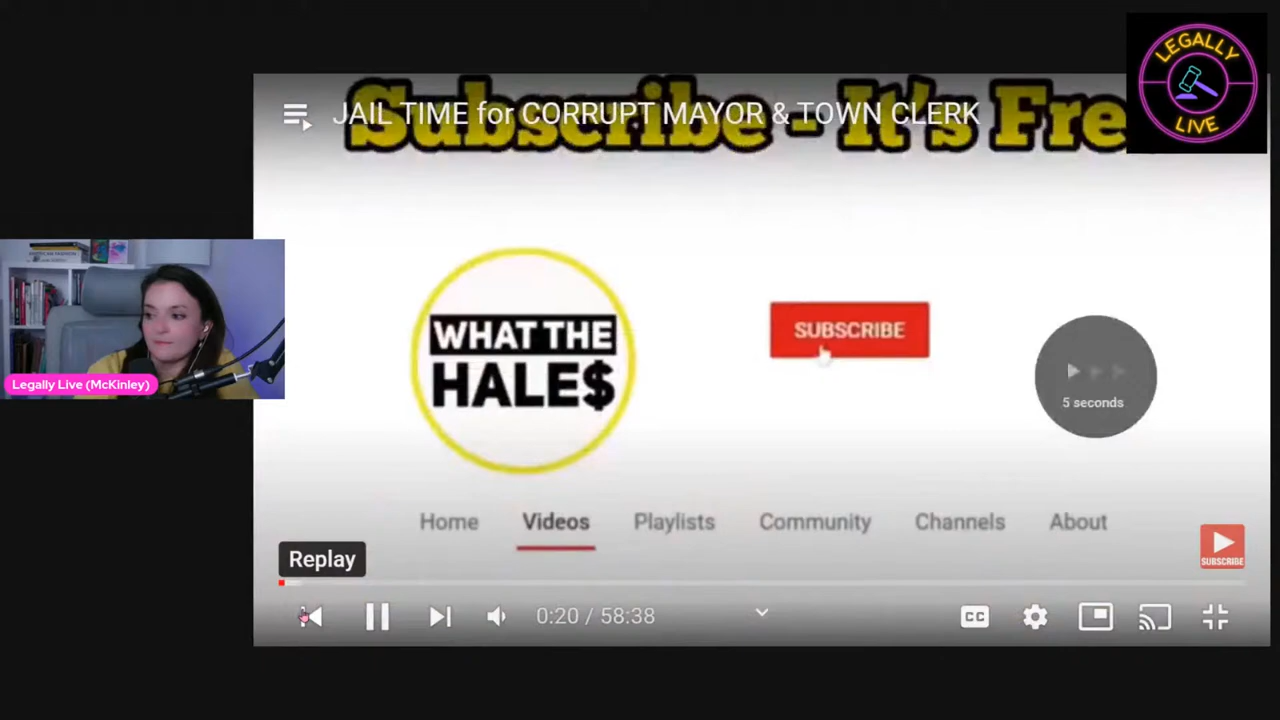 LEGALLY
LIVE
Subscribe - It's Fre
JAIL TIME for CORRUPT MAYOR & TOWN CLERK
WHAT THE
HALE$
SUBSCRIBE
5 seconds
Legally Live (McKinley)
Home Videos Playlists Community Channels About
Replay
SUBSCRIBE
0:20 / 58:38
CC